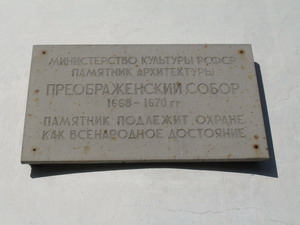 МИНИСТЕРСТВО КУЛЬТУРЫ РСФСР
ПАМЯТНИК АРХИТЕКТУРЫ
ПРЕОБРАЖЕНСКИЙ СОБОР
1668 - 1670 гг
ПАМЯТНИК ПОДЛЕЖИТ ОХРАНЕ
КАК ВСЕНАРОДНОЕ ДОСТОЯНИЕ